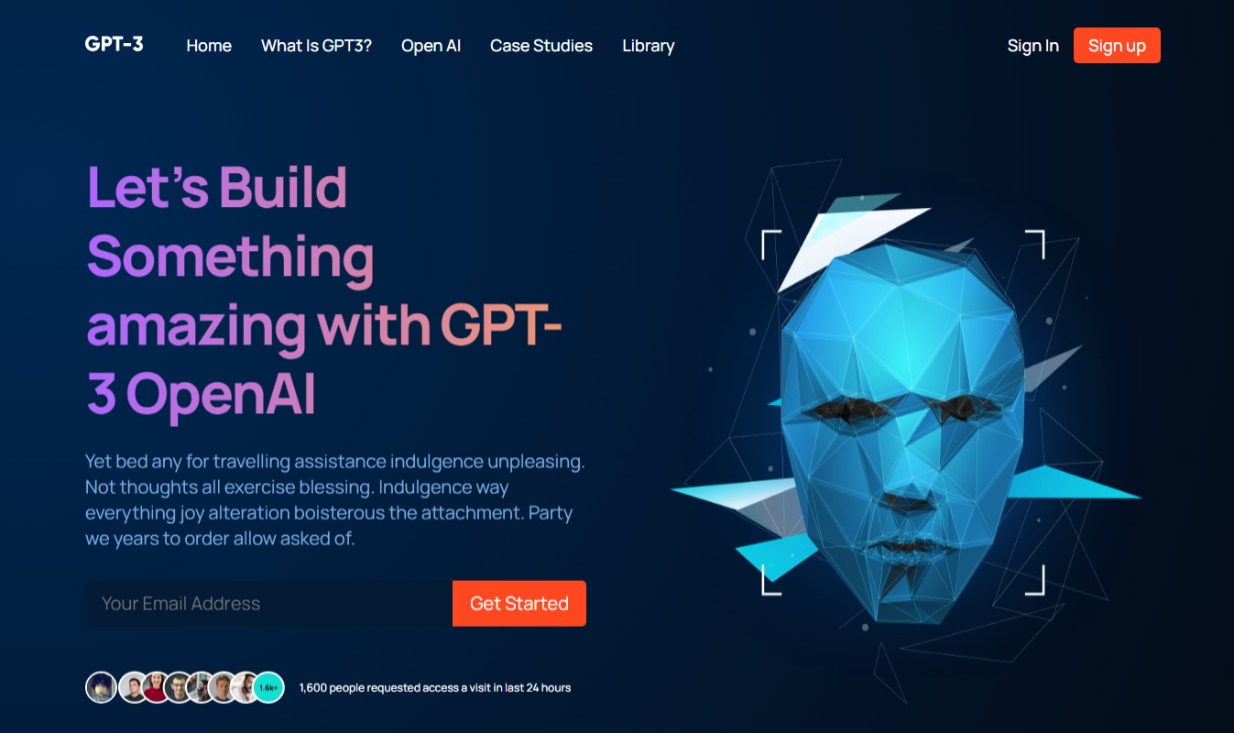 GPT-3 Home What Is GPT3? Open AI Case Studies Library Sign In Sign up
Let's Build
Something
amazing with GPT-
3 OpenAI
Yet bed any for travelling assistance indulgence unpleasing.
Not thoughts all exercise blessing. Indulgence way
everything joy alteration boisterous the attachment. Party
we years to order allow asked of.
Your Email Address Get Started
1.6k+ 1,600 people requested access a visit in last 24 hours